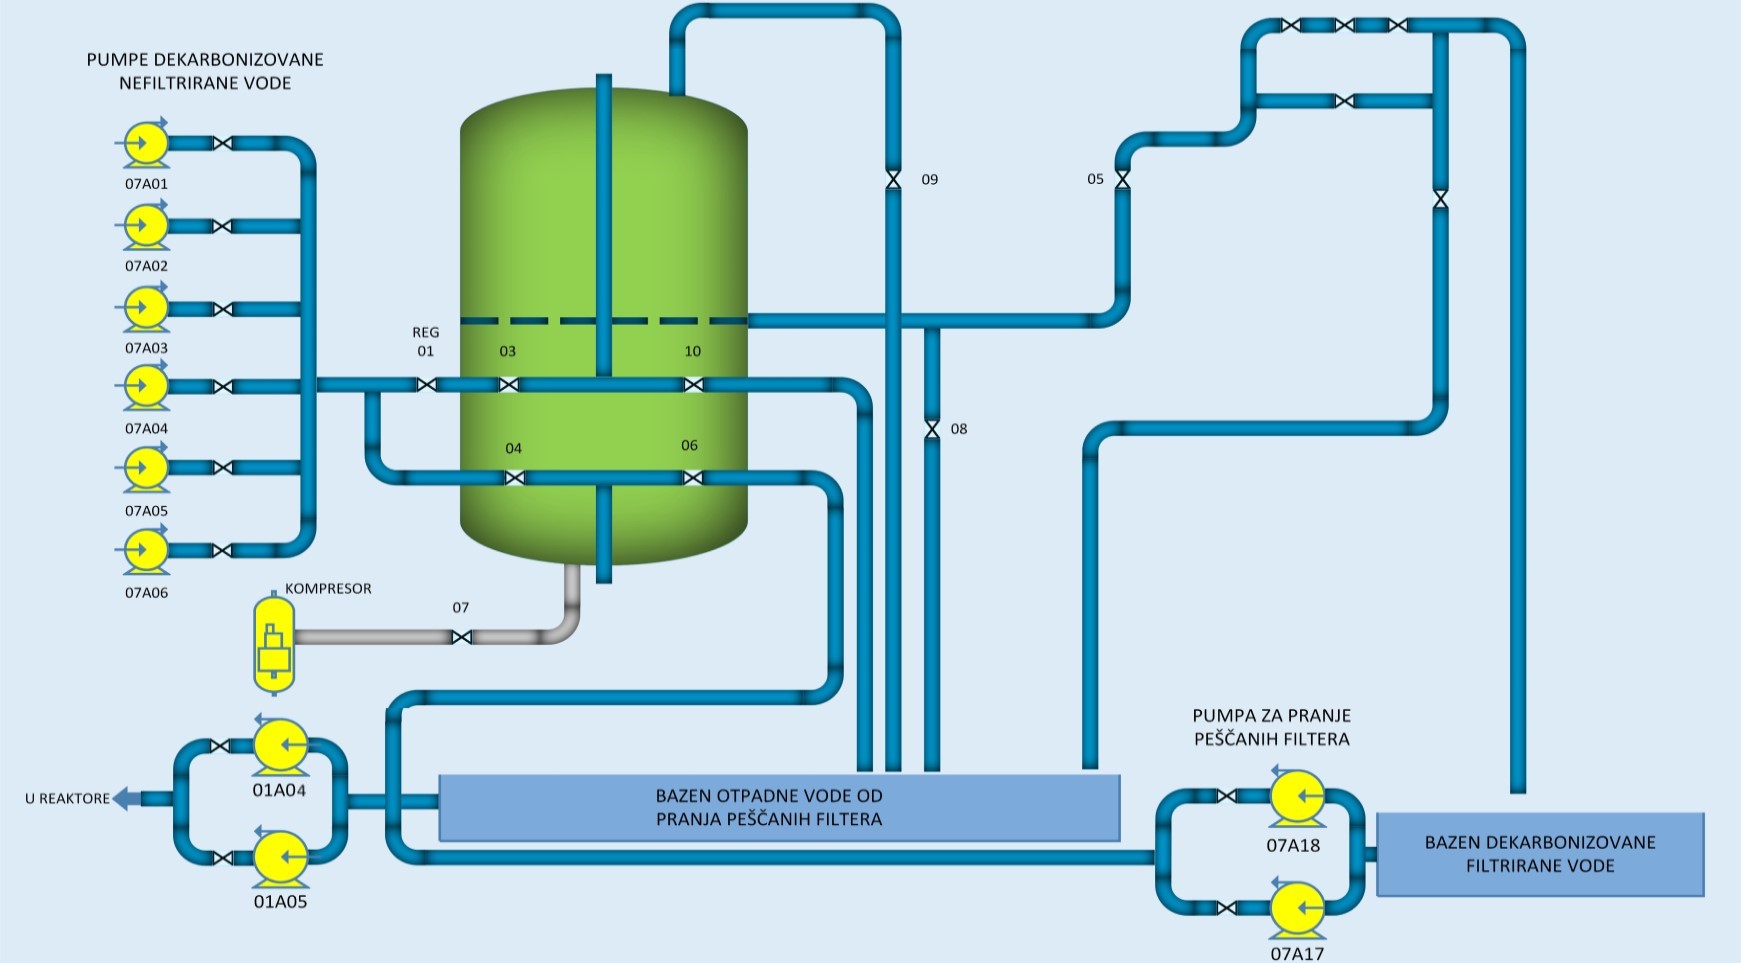 PUMPE DEKARBONIZOVANE
NEFILTRIRANE VODE
07A01
07A02
07A03
07A04
07A05
07A06
REG
01
03
10
04
06
09
05
08
KOMPRESOR
07
U REAKTORE
01A04
01A05
BAZEN OTPADNE VODE OD
PRANJA PEŠČANIH FILTERA
PUMPA ZA PRANJE
PEŠČANIH FILTERA
07A18
07A17
BAZEN DEKARBONIZOVANE
FILTRIRANE VODE